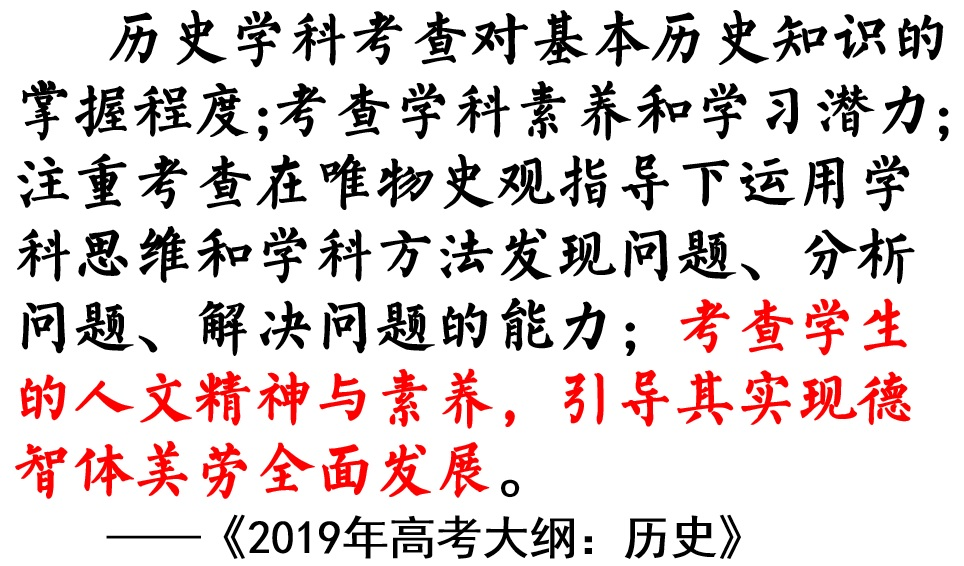 历史学科考查对基本历史知识的
掌握程度;考查学科素养和学习潜力;
注重考查在唯物史观指导下运用学
科思维和学科方法发现问题、分析
问题、解决问题的能力；考查学生
的人文精神与素养，引导其实现德
智体美劳全面发展。
——《2019年高考大纲：历史》